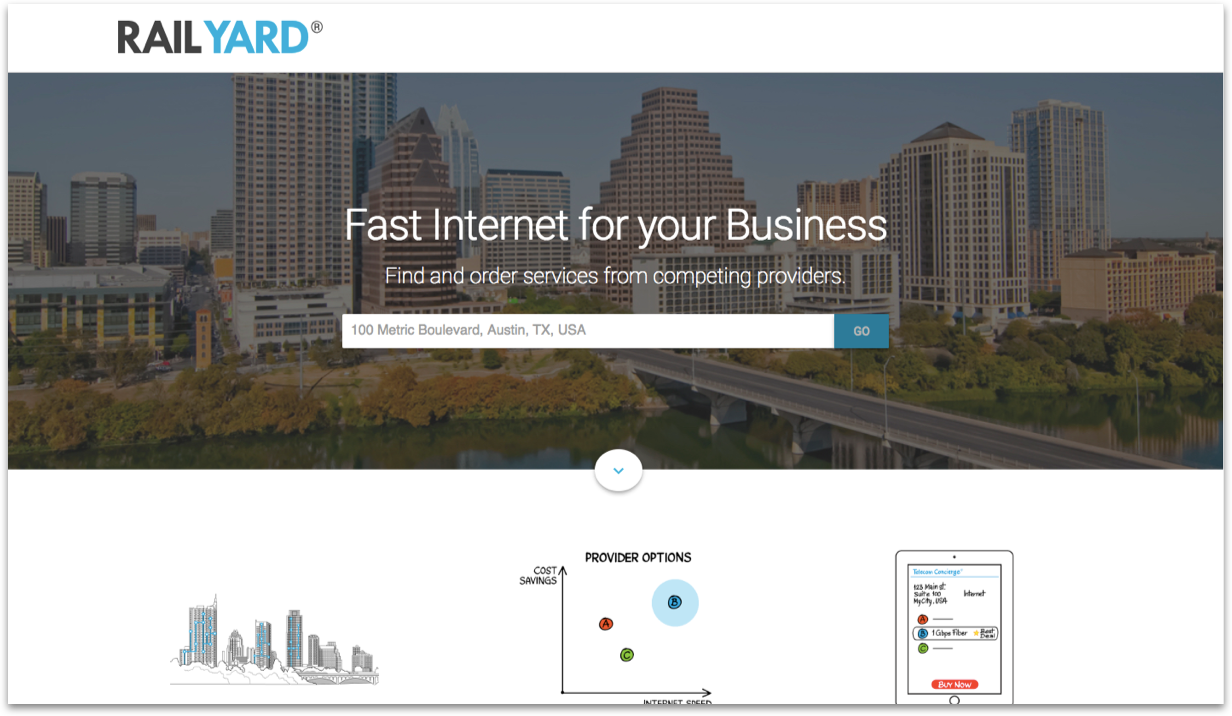 RAILYARD®
Fast Internet for your Business
Find and order services from competing providers.
100 Metric Boulevard, Austin, TX, USA
GO
PROVIDER OPTIONS
COST
SAVINGS
B
A
C
INTERNET SPEED
Telecom Concierge™
123 Main st.
Suite 100
MyCity, USA
Internet
A
B 1 Gbps Fiber Best Deal
C
Buy Now